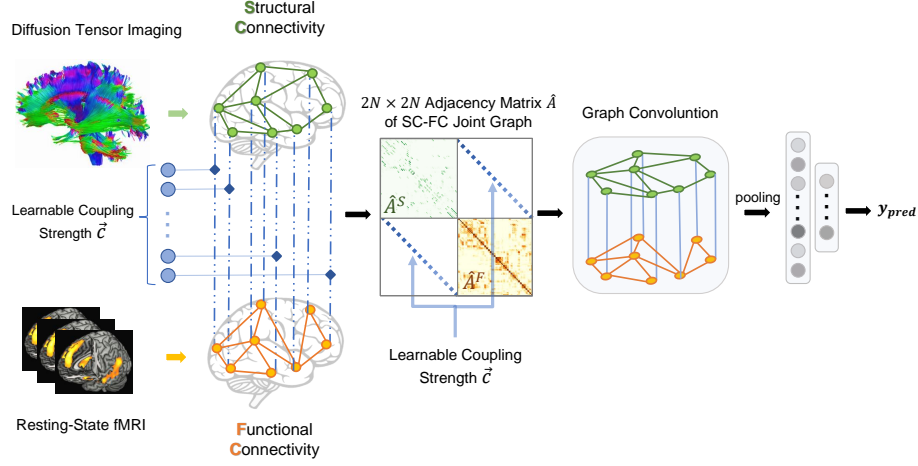 Diffusion Tensor Imaging
Structural
Connectivity
Learnable Coupling
Strength c⃗
Resting-State fMRI
Functional
Connectivity
2N × 2N Adjacency Matrix Â
of SC-FC Joint Graph
Â^S
Â^F
Learnable Coupling
Strength c⃗
Graph Convoluntion
pooling
y_pred